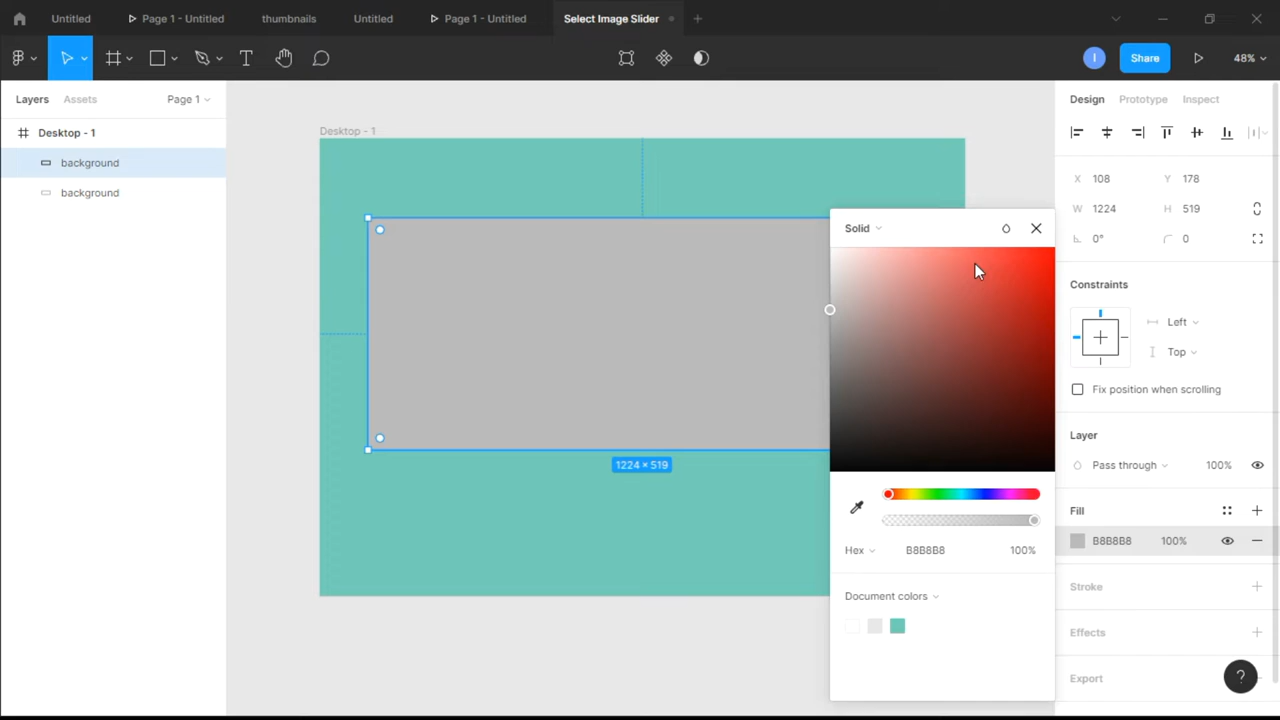 Untitled
Page 1 - Untitled
thumbnails
Untitled
Page 1 - Untitled
Select Image Slider
I
Share
48%
Layers
Assets
Page 1
Desktop - 1
background
background
Desktop - 1
1224 × 519
Solid
Hex
B8B8B8
100%
Document colors
Design
Prototype
Inspect
X 108
Y 178
W 1224
H 519
0°
0
Constraints
Left
Top
Fix position when scrolling
Layer
Pass through
100%
Fill
B8B8B8
100%
Stroke
Effects
Export
?